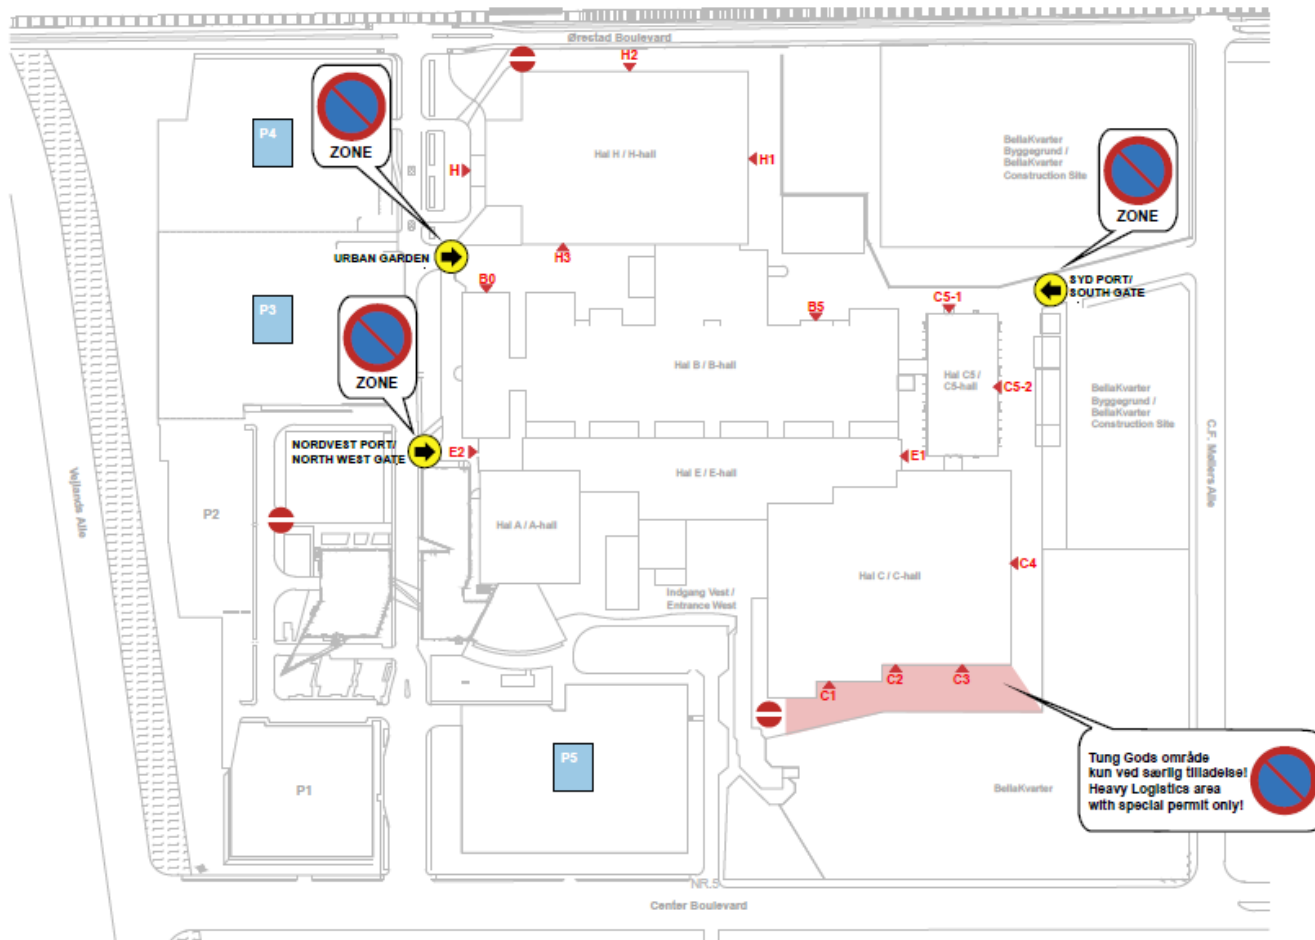 Ørestad Boulevard
H2
P4
ZONE
Hal H / H-hall
H
H1
BellaKvarter
Byggegrund /
BellaKvarter
Construction Site
ZONE
URBAN GARDEN
H3
B0
SYD PORT/
SOUTH GATE
P3
C5-1
B5
ZONE
Hal B / B-hall
Hal C5 /
C5-hall
C5-2
BellaKvarter
Byggegrund /
BellaKvarter
Construction Site
NORDVEST PORT/
NORTH WEST GATE
E2
E1
Hal E / E-hall
C.F. Møllers Alle
Vejlands Alle
P2
Hal A / A-hall
Hal C / C-hall
C4
Indgang Vest /
Entrance West
C1
C2
C3
P5
P1
BellaKvarter
Tung Gods område
kun ved særlig tilladelse!
Heavy Logistics area
with special permit only!
NR.5
Center Boulevard